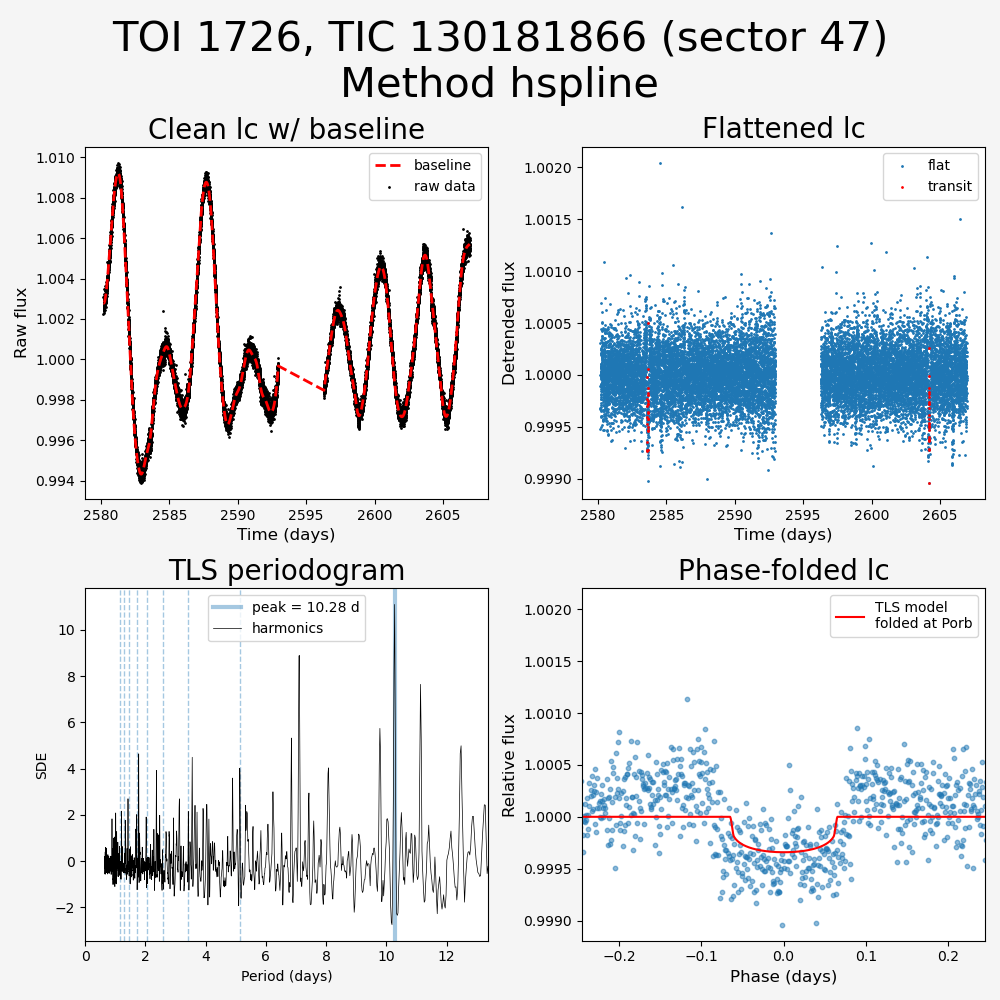 TOI 1726, TIC 130181866 (sector 47)
Method hspline
Clean lc w/ baseline
1.010
1.008
1.006
1.004
1.002
1.000
0.998
0.996
0.994
Raw flux
baseline
raw data
2580
2585
2590
2595
2600
2605
Time (days)
Flattened lc
1.0020
1.0015
1.0010
1.0005
1.0000
0.9995
0.9990
Detrended flux
flat
transit
2580
2585
2590
2595
2600
2605
Time (days)
TLS periodogram
10
8
6
4
2
0
−2
SDE
peak = 10.28 d
harmonics
0
2
4
6
8
10
12
Period (days)
Phase-folded lc
1.0020
1.0015
1.0010
1.0005
1.0000
0.9995
0.9990
Relative flux
TLS model
folded at Porb
−0.2
−0.1
0.0
0.1
0.2
Phase (days)